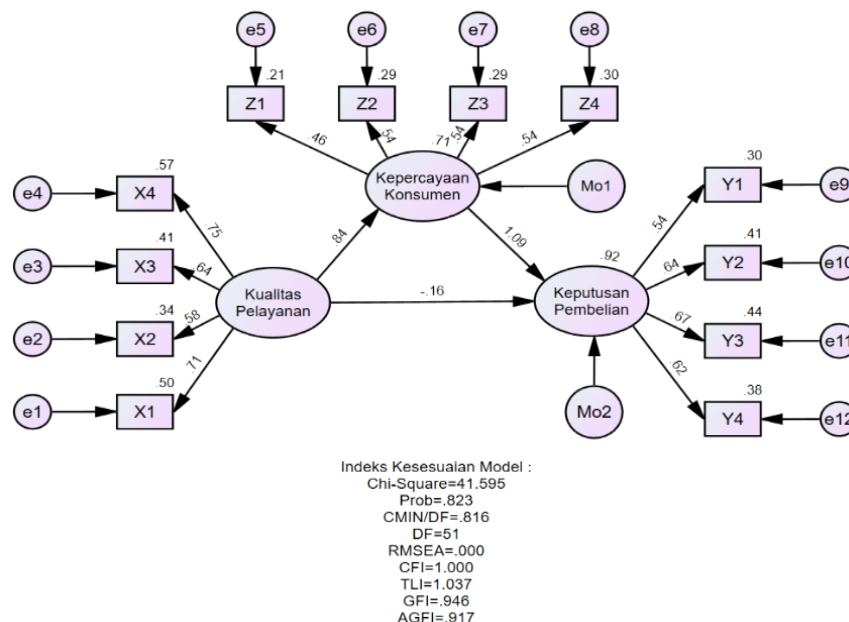 e5
e6
e7
e8
.21
.29
.29
.30
Z1
Z2
Z3
Z4
.46
.54
.71
.54
.54
.57
e4
X4
Kepercayaan
Konsumen
Mo1
.30
Y1
e9
.75
.84
1.09
.54
.41
e3
X3
.64
.92
.41
Y2
e10
.64
Kualitas
Pelayanan
-.16
Keputusan
Pembelian
.34
e2
X2
.58
.67
.44
Y3
e11
.71
.62
.50
e1
X1
Mo2
.38
Y4
e12
Indeks Kesesuaian Model :
Chi-Square=41.595
Prob=.823
CMIN/DF=.816
DF=51
RMSEA=.000
CFI=1.000
TLI=1.037
GFI=.946
AGFI=.917